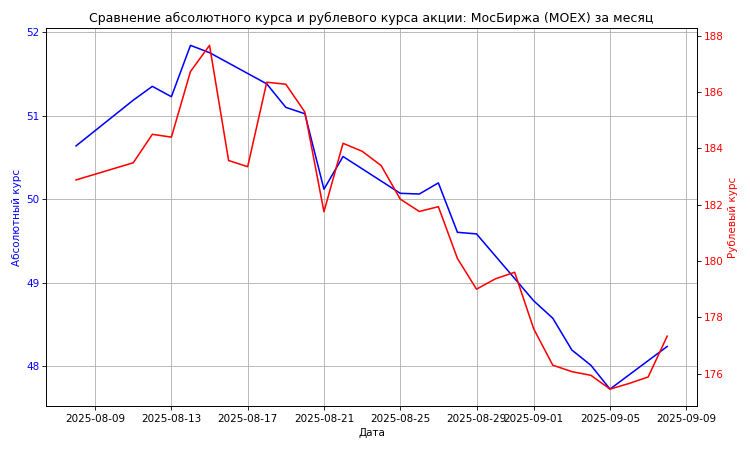 Сравнение абсолютного курса и рублевого курса акции: МосБиржа (MOEX) за месяц
52
51
50
49
48
Абсолютный курс
188
186
184
182
180
178
176
Рублевый курс
2025-08-09 2025-08-13 2025-08-17 2025-08-21 2025-08-25 2025-08-29 2025-09-01 2025-09-05 2025-09-09
Дата